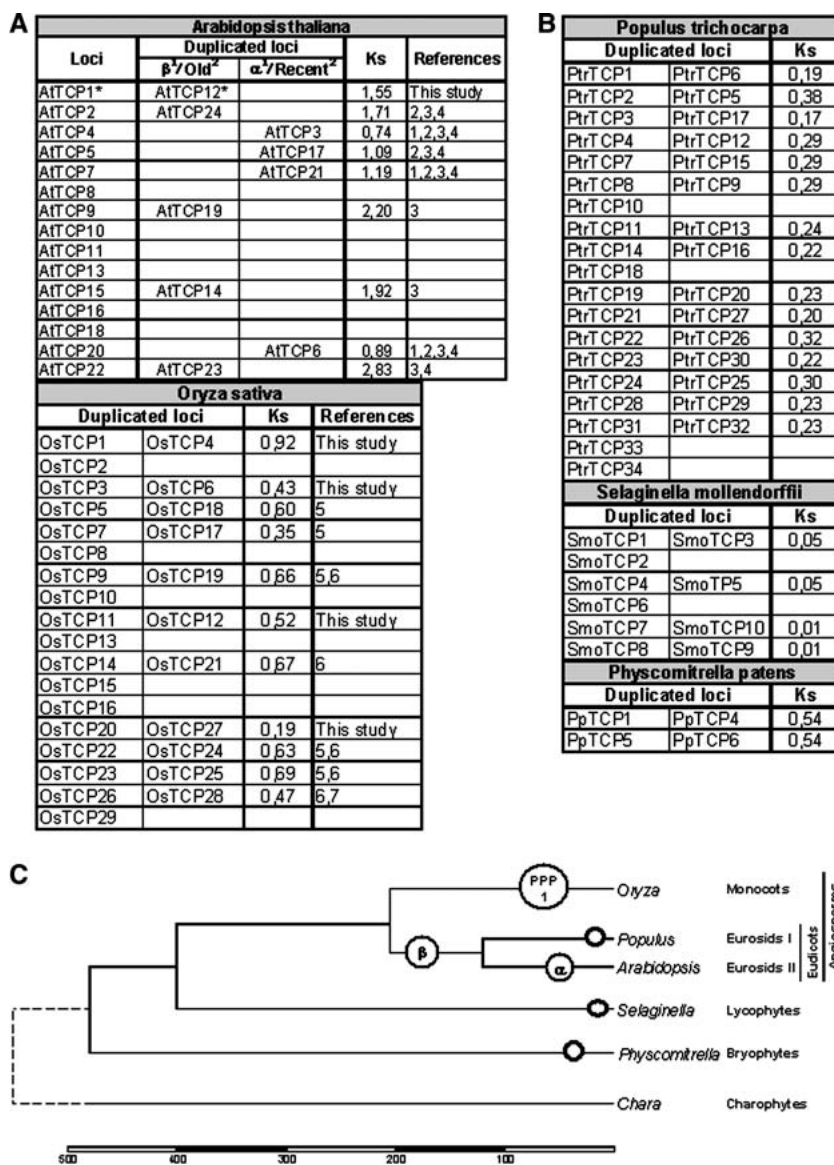 A
Arabidopsis thaliana
Loci Duplicated loci Ks References
β¹/Old² α¹/Recent²
AtTCP1* AtTCP12* 1,55 This study
AtTCP2 AtTCP24 1,71 2,3,4
AtTCP4 AtTCP3 0,74 1,2,3,4
AtTCP5 AtTCP17 1,09 2,3,4
AtTCP7 AtTCP21 1,19 1,2,3,4
AtTCP8
AtTCP9 AtTCP19 2,20 3
AtTCP10
AtTCP11
AtTCP13
AtTCP15 AtTCP14 1,92 3
AtTCP16
AtTCP18
AtTCP20 AtTCP6 0,89 1,2,3,4
AtTCP22 AtTCP23 2,83 3,4
Oryza sativa
Duplicated loci Ks References
OsTCP1 OsTCP4 0,92 This study
OsTCP2
OsTCP3 OsTCP6 0,43 This study
OsTCP5 OsTCP18 0,60 5
OsTCP7 OsTCP17 0,35 5
OsTCP8
OsTCP9 OsTCP19 0,66 5,6
OsTCP10
OsTCP11 OsTCP12 0,52 This study
OsTCP13
OsTCP14 OsTCP21 0,67 6
OsTCP15
OsTCP16
OsTCP20 OsTCP27 0,19 This study
OsTCP22 OsTCP24 0,63 5,6
OsTCP23 OsTCP25 0,69 5,6
OsTCP26 OsTCP28 0,47 6,7
OsTCP29
B
Populus trichocarpa
Duplicated loci Ks
PtrTCP1 PtrTCP6 0,19
PtrTCP2 PtrTCP5 0,38
PtrTCP3 PtrTCP17 0,17
PtrTCP4 PtrTCP12 0,29
PtrTCP7 PtrTCP15 0,29
PtrTCP8 PtrTCP9 0,29
PtrTCP10
PtrTCP11 PtrTCP13 0,24
PtrTCP14 PtrTCP16 0,22
PtrTCP18
PtrTCP19 PtrTCP20 0,23
PtrTCP21 PtrTCP27 0,20
PtrTCP22 PtrTCP26 0,32
PtrTCP23 PtrTCP30 0,22
PtrTCP24 PtrTCP25 0,30
PtrTCP28 PtrTCP29 0,23
PtrTCP31 PtrTCP32 0,23
PtrTCP33
PtrTCP34
Selaginella mollendorffii
Duplicated loci Ks
SmoTCP1 SmoTCP3 0,05
SmoTCP2
SmoTCP4 SmoTP5 0,05
SmoTCP6
SmoTCP7 SmoTCP10 0,01
SmoTCP8 SmoTCP9 0,01
Physcomitrella patens
Duplicated loci Ks
PpTCP1 PpTCP4 0,54
PpTCP5 PpTCP6 0,54
C
PPP
1
Oryza Monocots
β
Populus Eurosids I
α
Arabidopsis Eurosids II
Eudicots
Angiosperms
Selaginella Lycophytes
Physcomitrella Bryophytes
Chara Charophytes
500 400 300 200 100